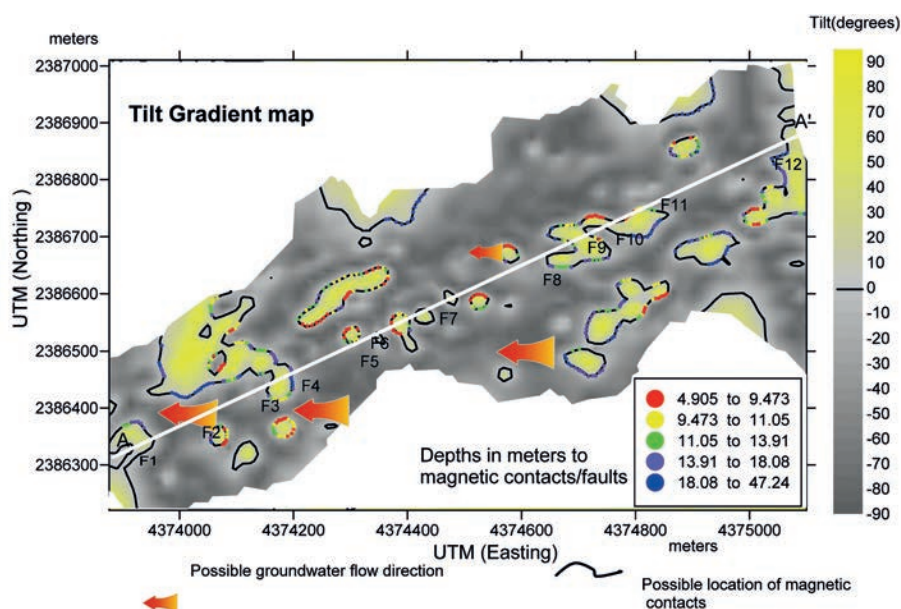 meters
Tilt(degrees)
2387000
2386900
2386800
2386700
2386600
2386500
2386400
2386300
UTM (Northing)
Tilt Gradient map
A'
F12
F11
F10
F9
F8
F7
F6
F5
F4
F3
F2
F1
A
90
80
70
60
50
40
30
20
10
0
-10
-20
-30
-40
-50
-60
-70
-80
-90
Depths in meters to
magnetic contacts/faults
4.905 to 9.473
9.473 to 11.05
11.05 to 13.91
13.91 to 18.08
18.08 to 47.24
4374000 4374200 4374400 4374600 4374800 4375000
UTM (Easting)
meters
Possible groundwater flow direction
Possible location of magnetic
contacts